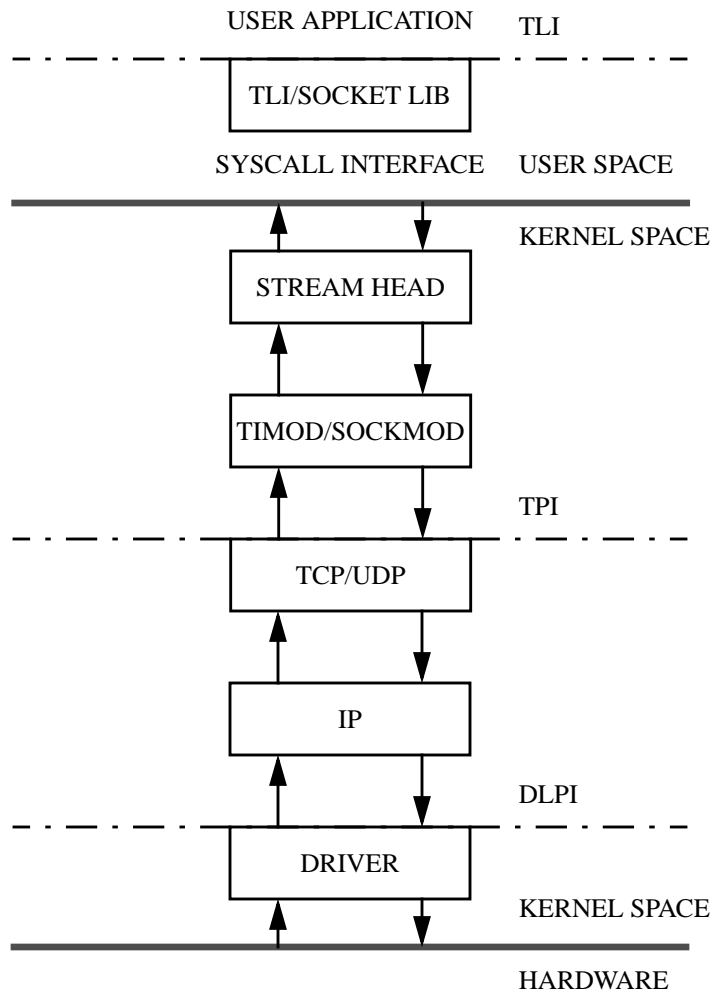 USER APPLICATION
TLI
TLI/SOCKET LIB
SYSCALL INTERFACE
USER SPACE
KERNEL SPACE
STREAM HEAD
TIMOD/SOCKMOD
TPI
TCP/UDP
IP
DLPI
DRIVER
KERNEL SPACE
HARDWARE